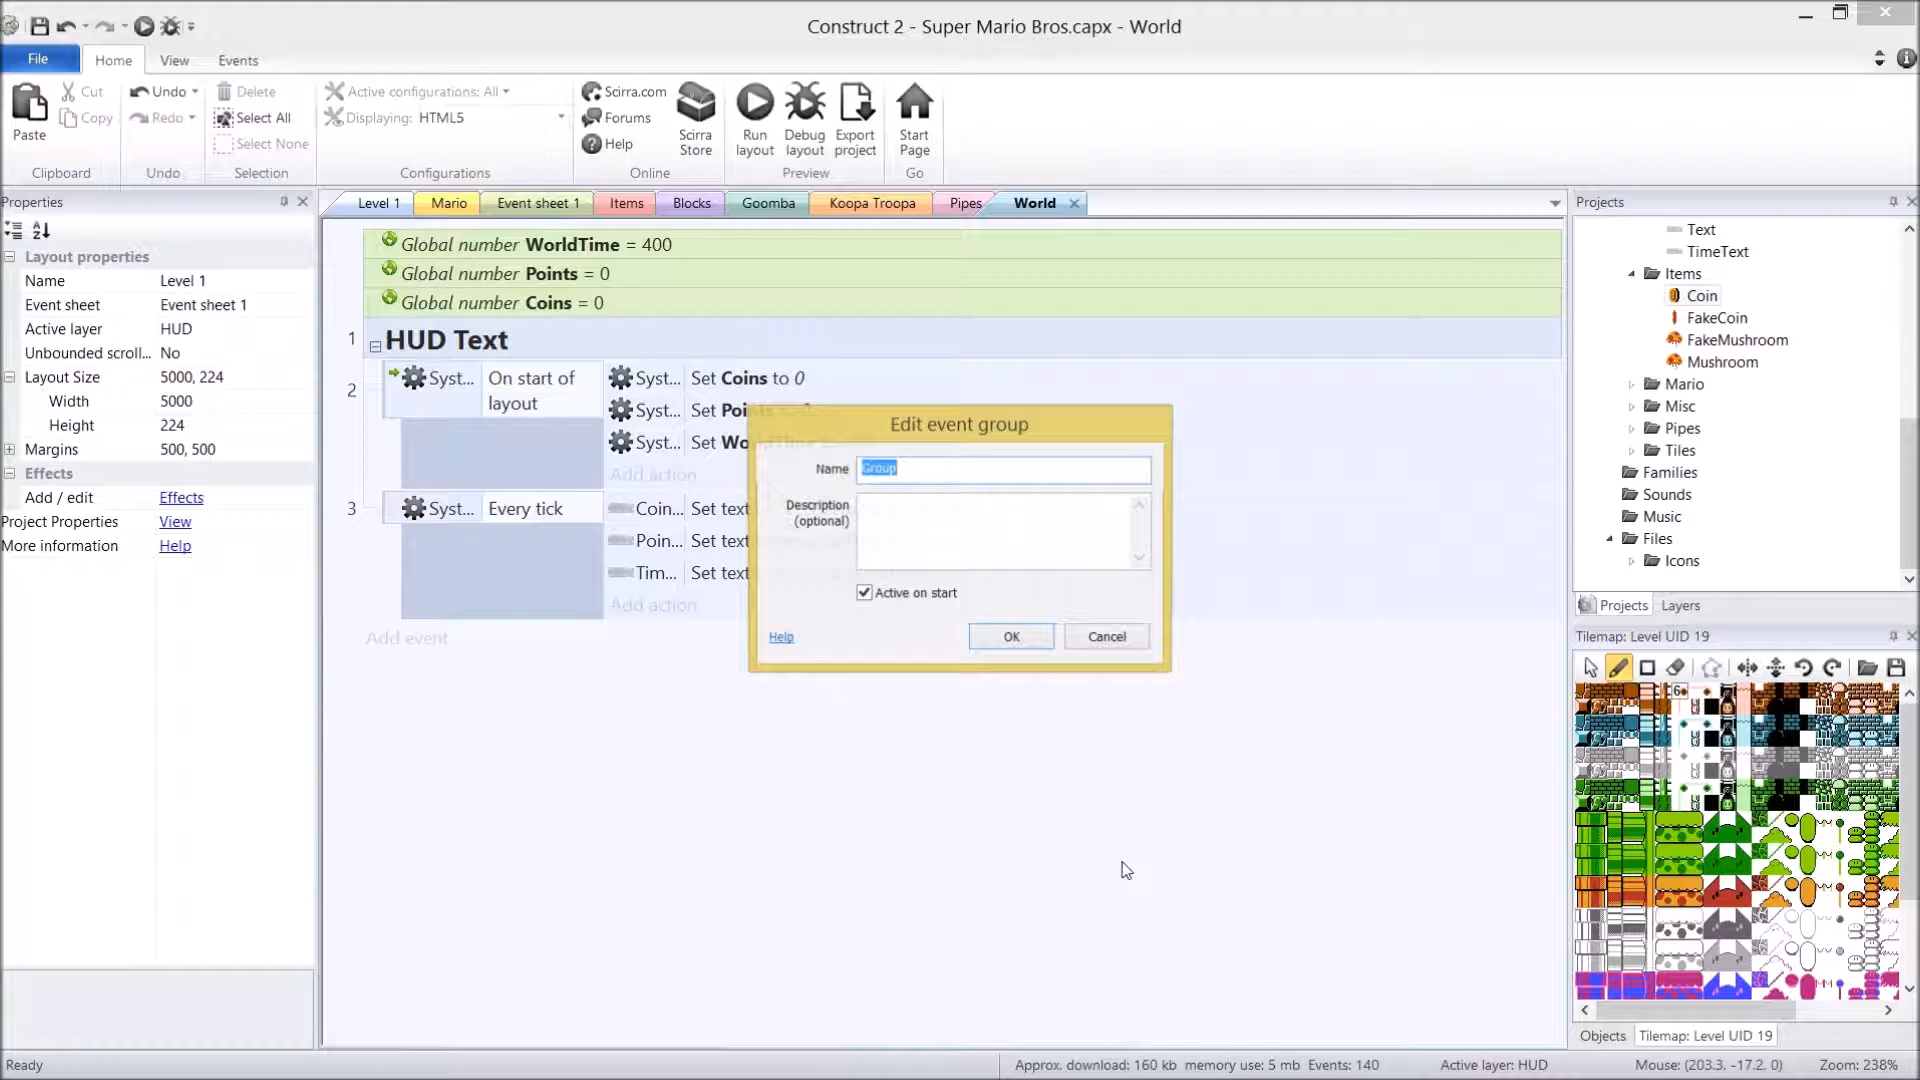 Construct 2 - Super Mario Bros.capx - World
File
Home
View
Events
Paste
Cut
Copy
Clipboard
Undo
Redo
Undo
Delete
Select All
Select None
Selection
Active configurations: All
Displaying: HTML5
Configurations
Scirra.com
Forums
Help
Scirra Store
Online
Run layout
Debug layout
Export project
Preview
Start Page
Go
Properties
Layout properties
Name Level 1
Event sheet Event sheet 1
Active layer HUD
Unbounded scroll... No
Layout Size 5000, 224
Width 5000
Height 224
Margins 500, 500
Effects
Add / edit Effects
Project Properties View
More information Help
Level 1
Mario
Event sheet 1
Items
Blocks
Goomba
Koopa Troopa
Pipes
World
Global number WorldTime = 400
Global number Points = 0
Global number Coins = 0
1 HUD Text
2 Syst... On start of layout
Syst... Set Coins to 0
Syst... Set Poi
Syst... Set Wo
Add action
3 Syst... Every tick
Coin... Set text
Poin... Set text
Tim... Set text
Add action
Add event
Edit event group
Name Group
Description (optional)
Active on start
Help
OK
Cancel
Projects
Text
TimeText
Items
Coin
FakeCoin
FakeMushroom
Mushroom
Mario
Misc
Pipes
Tiles
Families
Sounds
Music
Files
Icons
Projects
Layers
Tilemap: Level UID 19
Objects
Tilemap: Level UID 19
Ready
Approx. download: 160 kb memory use: 5 mb Events: 140
Active layer: HUD
Mouse: (203.3, -17.2, 0)
Zoom: 238%